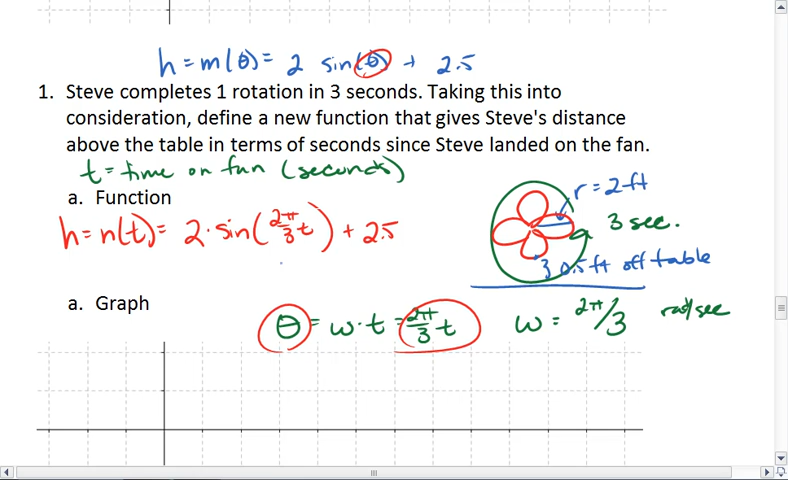 h = m(θ) = 2 sin(θ) + 2.5
1. Steve completes 1 rotation in 3 seconds. Taking this into
consideration, define a new function that gives Steve's distance
above the table in terms of seconds since Steve landed on the fan.
t = time on fan (seconds)
a. Function
r = 2 ft
3 sec.
h = n(t) = 2 · sin(2π/3 t) + 2.5
0.5 ft off table
a. Graph
θ = ω · t = 2π/3 t
ω = 2π/3 rad/sec